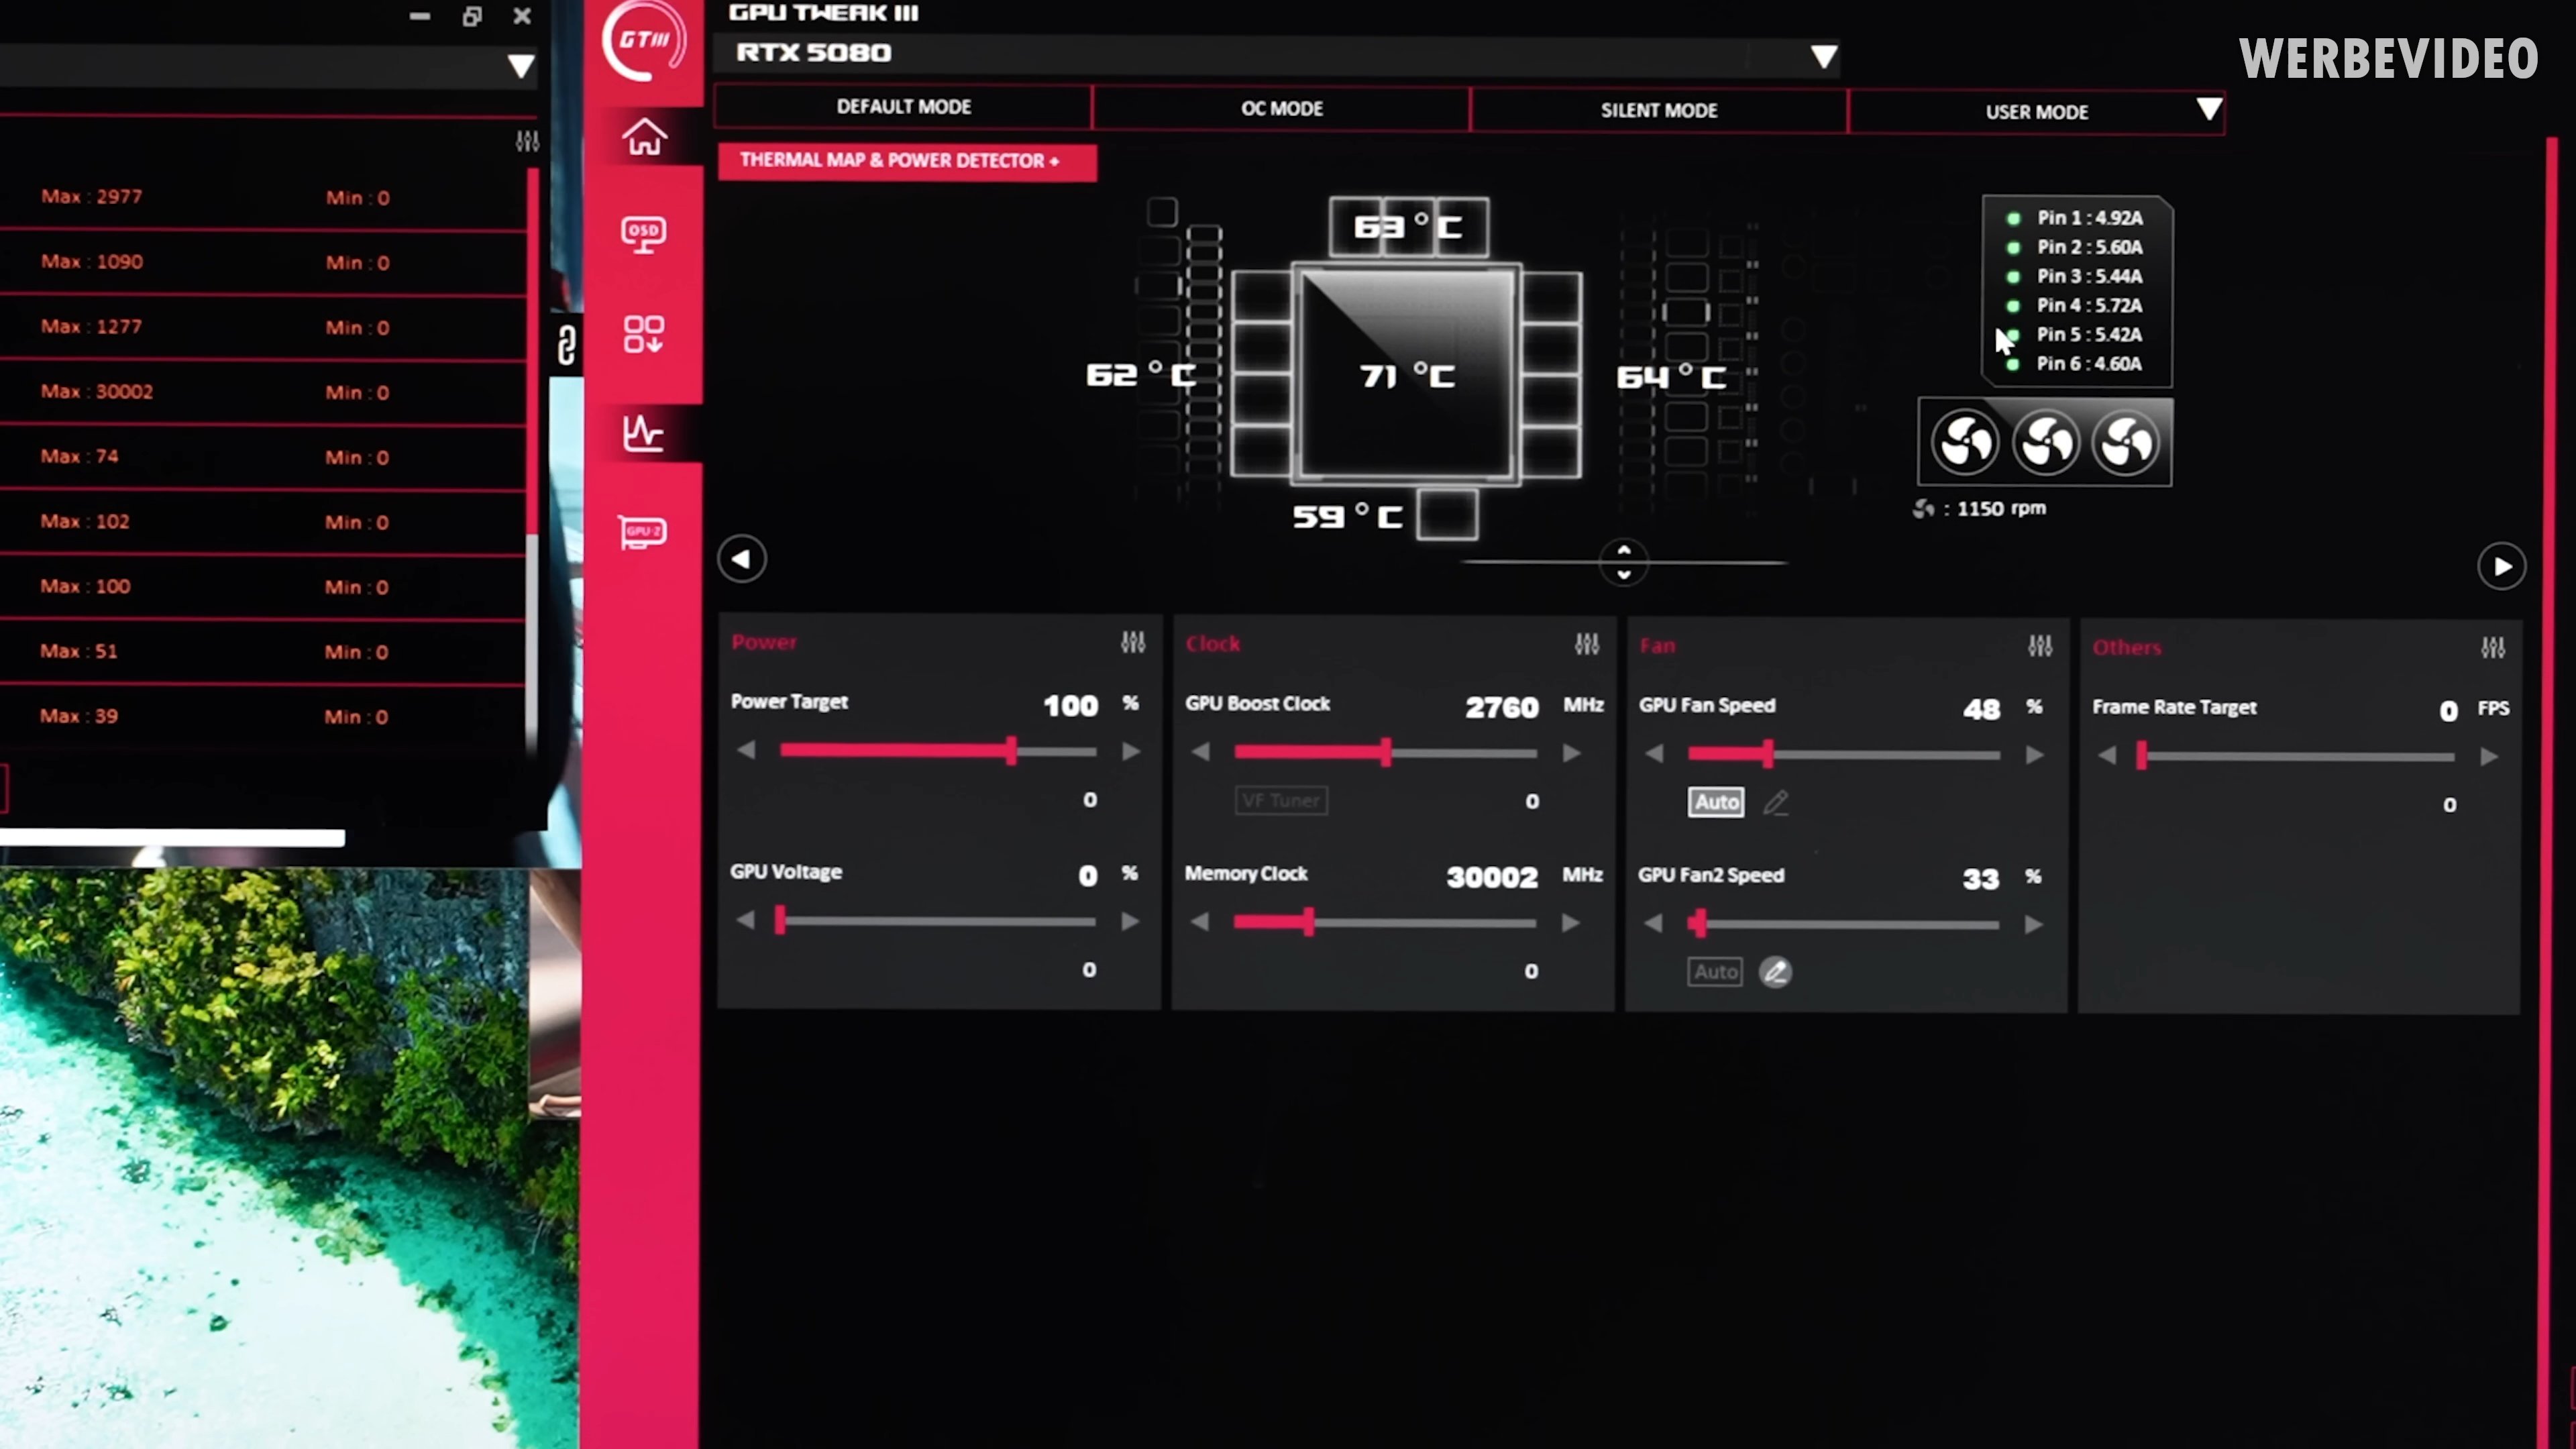 WERBEVIDEO
GPU TWEAK III
GTIII
RTX 5080
DEFAULT MODE
OC MODE
SILENT MODE
USER MODE
THERMAL MAP & POWER DETECTOR +
OSD
GPU-Z
Max : 2977 Min : 0
Max : 1090 Min : 0
Max : 1277 Min : 0
Max : 30002 Min : 0
Max : 74 Min : 0
Max : 102 Min : 0
Max : 100 Min : 0
Max : 51 Min : 0
Max : 39 Min : 0
63 °C
62 °C
71 °C
64 °C
59 °C
Pin 1 : 4.92A
Pin 2 : 5.60A
Pin 3 : 5.44A
Pin 4 : 5.72A
Pin 5 : 5.42A
Pin 6 : 4.60A
: 1150 rpm
Power
Power Target 100 %
0
GPU Voltage 0 %
0
Clock
GPU Boost Clock 2760 MHz
VF Tuner 0
Memory Clock 30002 MHz
0
Fan
GPU Fan Speed 48 %
Auto
GPU Fan2 Speed 33 %
Auto
Others
Frame Rate Target 0 FPS
0